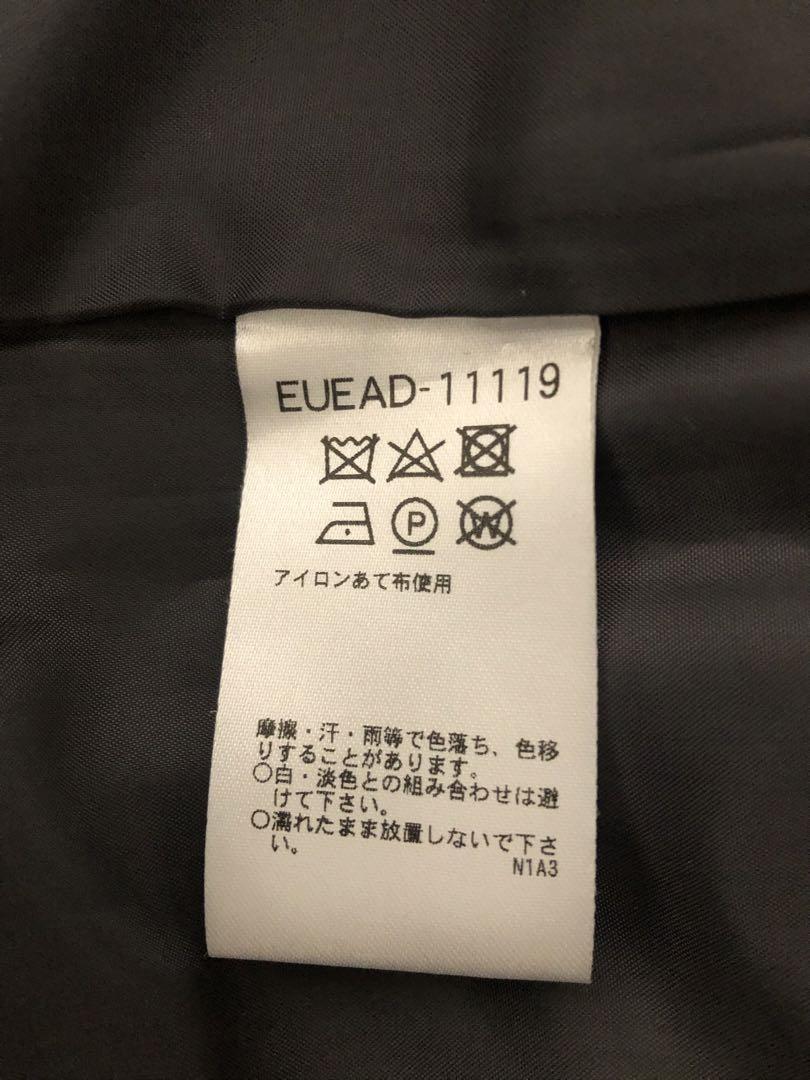 EUEAD-11119
P W
アイロンあて布使用
摩擦・汗・雨等で色落ち、色移
りすることがあります。
○白・淡色との組み合わせは避
けて下さい。
○濡れたまま放置しないで下さ
い。
N1A3